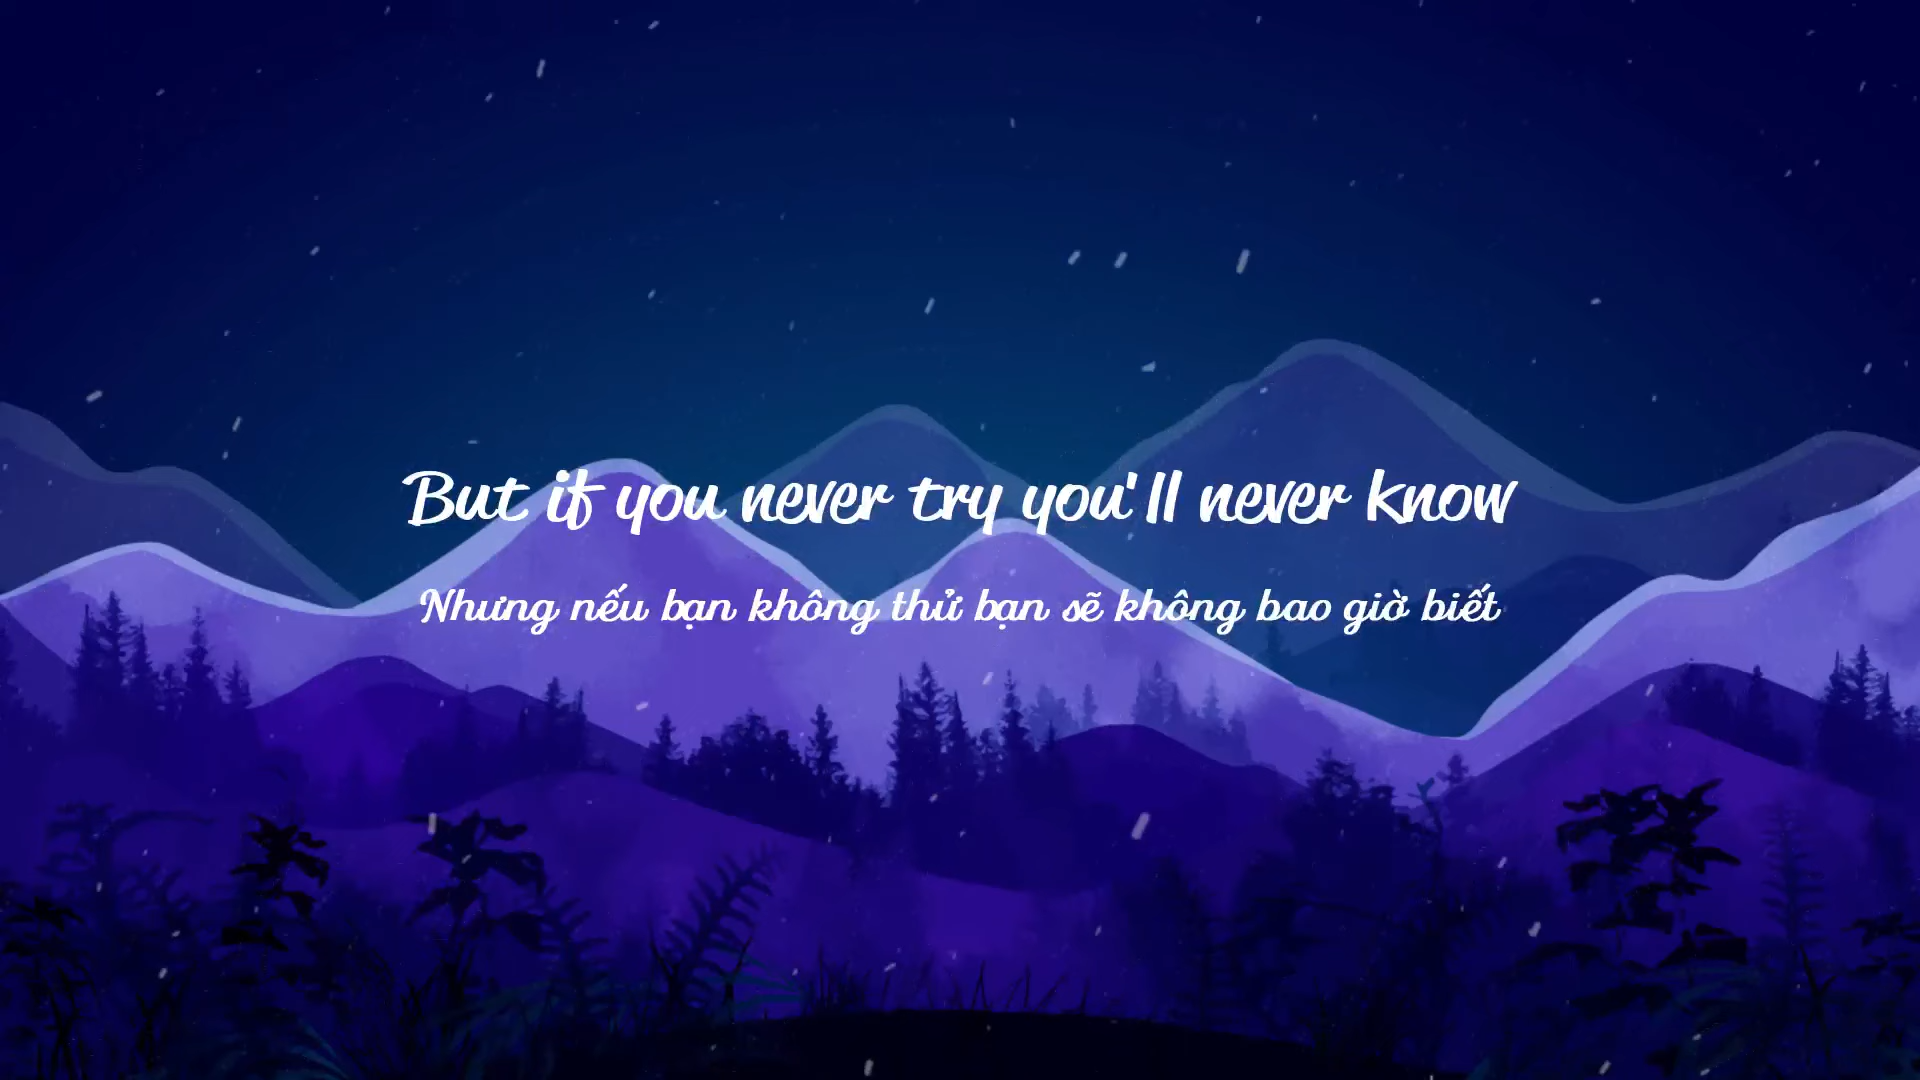 But if you never try you'll never know
Nhưng nếu bạn không thử bạn sẽ không bao giờ biết